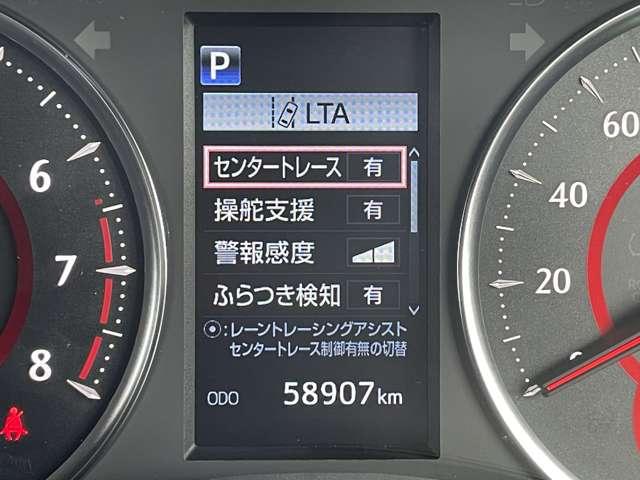 P
LTA
センタートレース 有
操舵支援 有
警報感度
ふらつき検知 有
:レーントレーシングアシスト
センタートレース制御有無の切替
ODO 58907 km
6
7
8
60
40
20